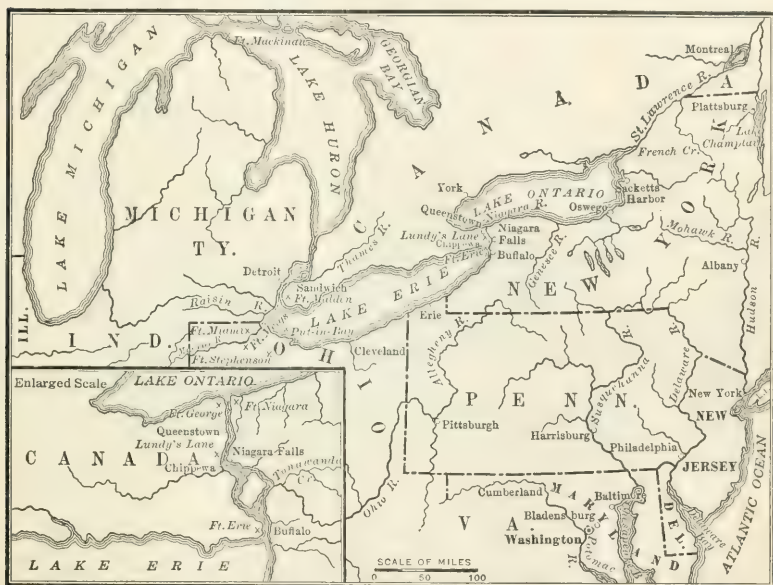 LAKE MICHIGAN
Ft. Mackinaw
GEORGIAN BAY
LAKE HURON
CANADA
Montreal
St. Lawrence R.
Plattsburg
Lake Champlain
French Cr.
York
LAKE ONTARIO
Sacketts Harbor
Queenstown
Niagara R.
Oswego
MICHIGAN
TY.
Lundy's Lane
Chippewa
Niagara Falls
Ft. Erie
Buffalo
Genesee R.
Mohawk R.
Albany
Hudson R.
NEW YORK
Detroit
Sandwich
Ft. Malden
Thames R.
LAKE ERIE
Raisin R.
ILL.
IND.
Ft. Miami
Ft. Meigs
Put-in-Bay
Ft. Stephenson
OHIO
Cleveland
Erie
Allegheny R.
PENN.
Susquehanna R.
Delaware R.
New York
NEW JERSEY
Pittsburgh
Harrisburg
Philadelphia
Ohio R.
Cumberland
MARYLAND
Baltimore
Bladensburg
Washington
Potomac R.
VA.
DEL.
Delaware Bay
ATLANTIC OCEAN
SCALE OF MILES
0 50 100
Enlarged Scale
LAKE ONTARIO
Ft. George
Ft. Niagara
Queenstown
Lundy's Lane
CANADA
Chippewa
Niagara Falls
Tonawanda Cr.
Ft. Erie
Buffalo
LAKE ERIE